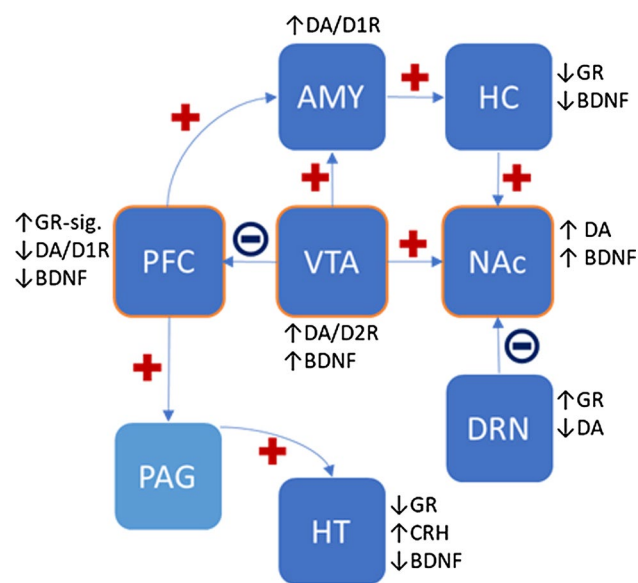 ↑DA/D1R
AMY
HC
↓GR
↓BDNF
↑GR-sig.
↓DA/D1R
↓BDNF
PFC
VTA
NAc
↑ DA
↑ BDNF
↑DA/D2R
↑BDNF
DRN
↑GR
↓DA
PAG
HT
↓GR
↑CRH
↓BDNF